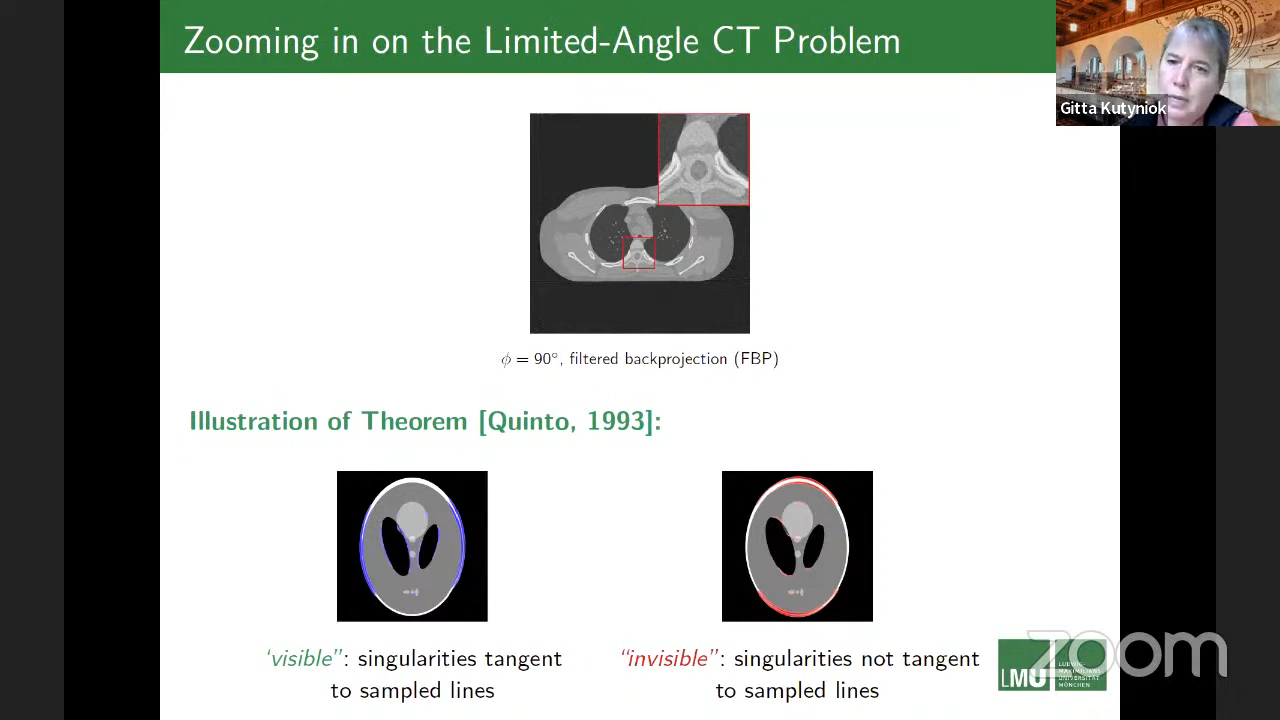 Zooming in on the Limited-Angle CT Problem
Gitta Kutyniok
ϕ = 90°, filtered backprojection (FBP)
Illustration of Theorem [Quinto, 1993]:
‘visible”: singularities tangent
to sampled lines
“invisible”: singularities not tangent
to sampled lines
LMU
LUDWIG-
MAXIMILIANS-
UNIVERSITÄT
MÜNCHEN
zoom